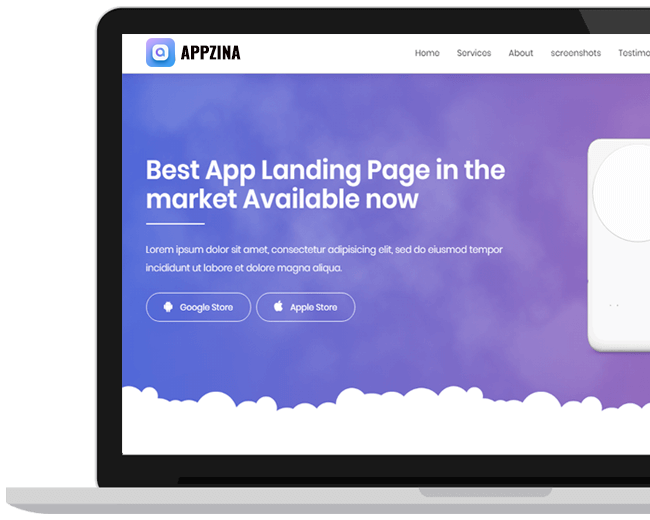 APPZINA
Home Services About screenshots
Best App Landing Page in the
market Available now
Lorem ipsum dolor sit amet, consectetur adipisicing elit, sed do eiusmod tempor
incididunt ut labore et dolore magna aliqua.
Google Store Apple Store